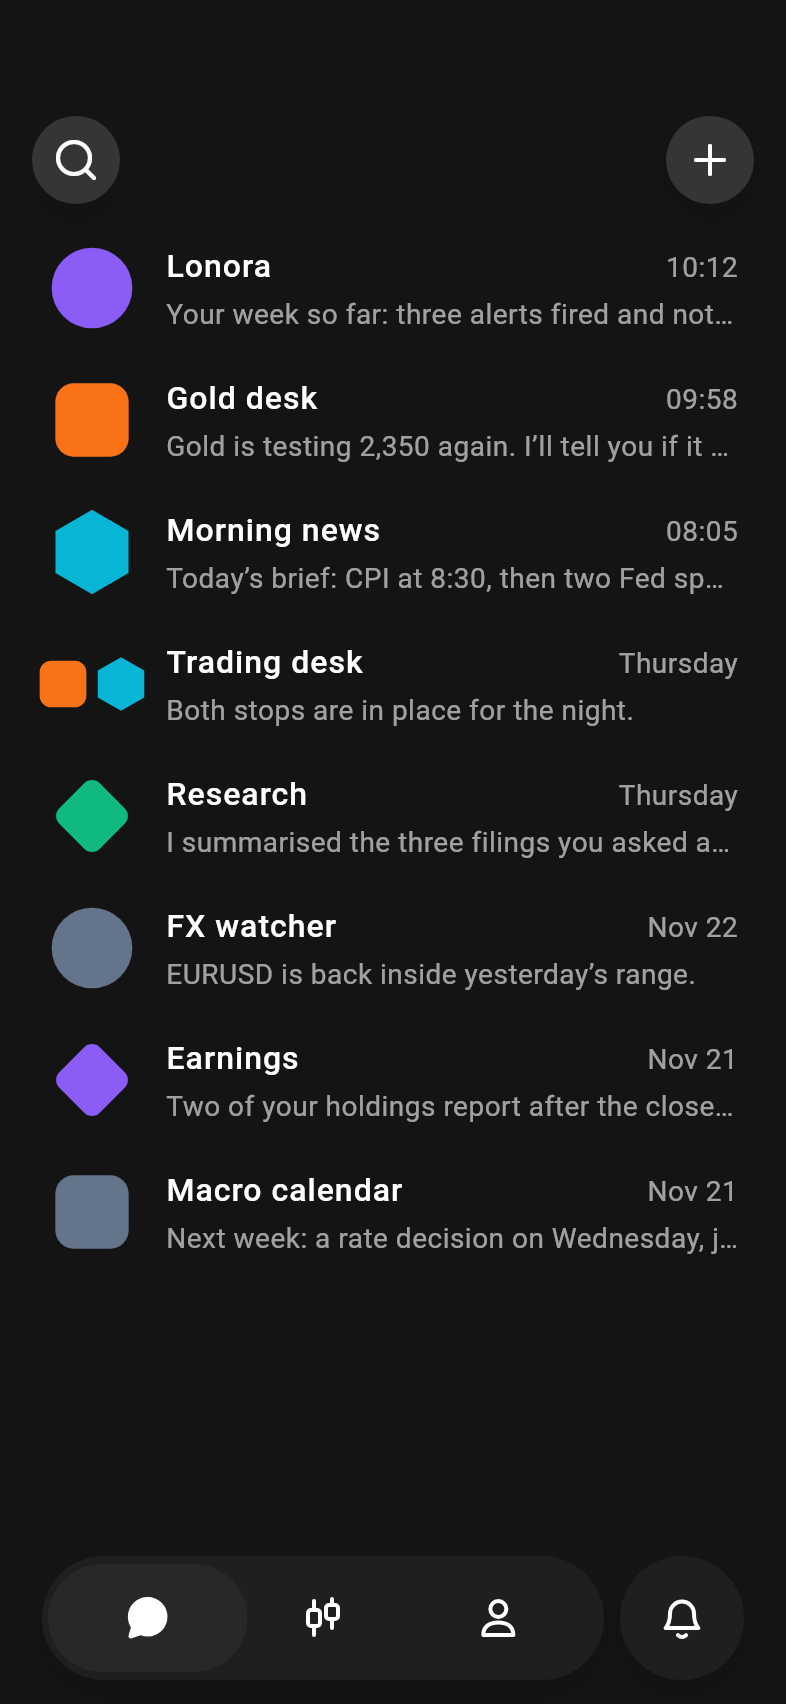 Lonora
10:12
Your week so far: three alerts fired and not…
Gold desk
09:58
Gold is testing 2,350 again. I’ll tell you if it …
Morning news
08:05
Today’s brief: CPI at 8:30, then two Fed sp…
Trading desk
Thursday
Both stops are in place for the night.
Research
Thursday
I summarised the three filings you asked a…
FX watcher
Nov 22
EURUSD is back inside yesterday’s range.
Earnings
Nov 21
Two of your holdings report after the close…
Macro calendar
Nov 21
Next week: a rate decision on Wednesday, j…